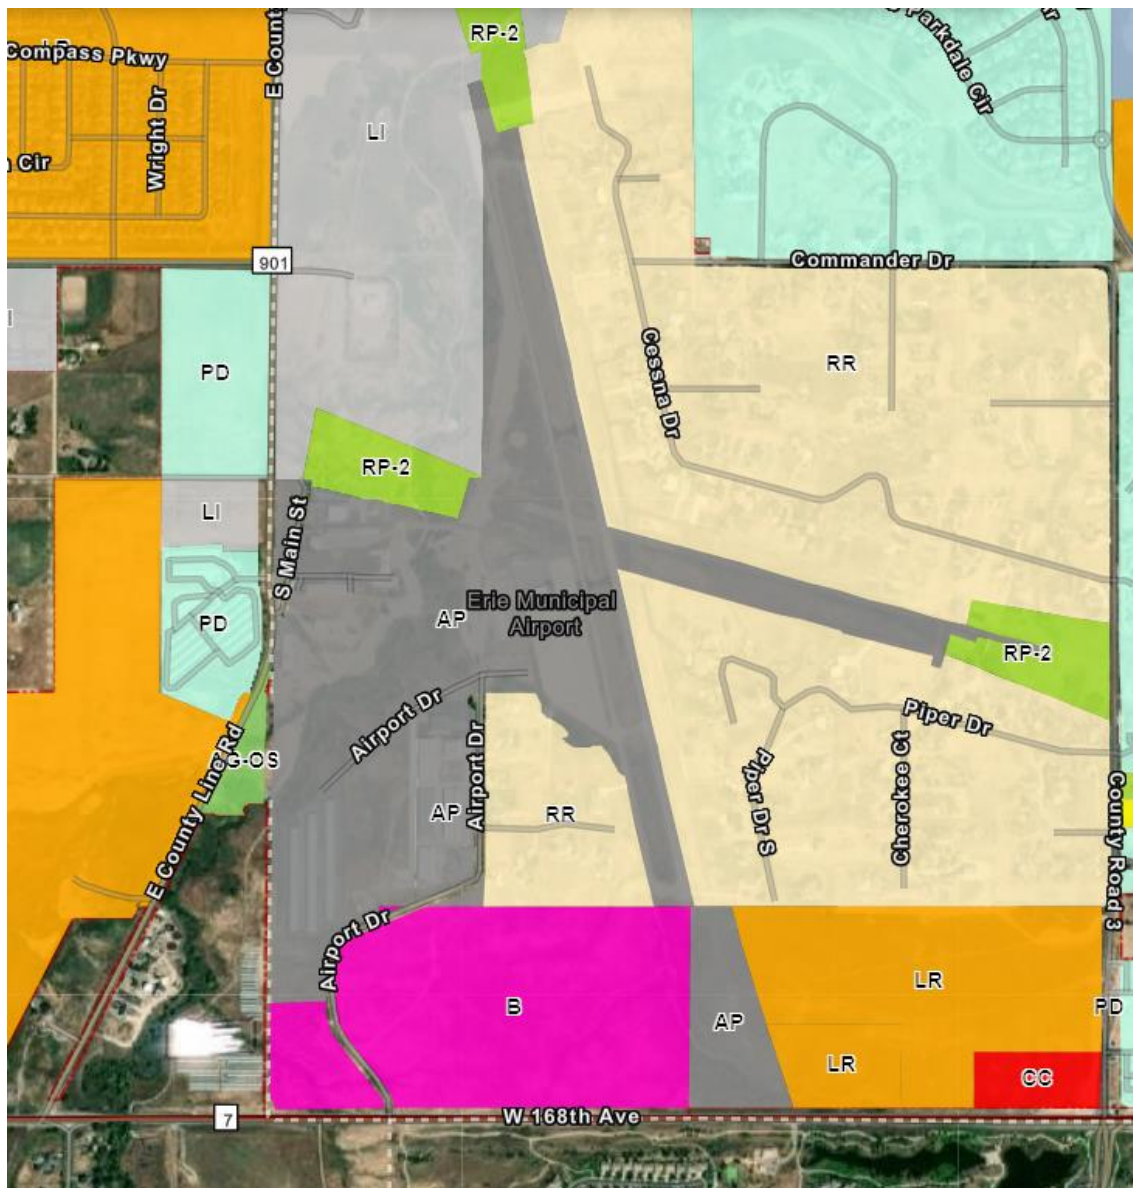 RP-2
Parkdale Cir
Compass Pkwy
E Count
Wright Dr
LI
Cir
901
Commander Dr
PD
RR
Cessna Dr
RP-2
LI
S Main St
PD
AP
Erie Municipal
Airport
RP-2
Airport Dr
Airport Dr
Piper Dr
G-OS
E County Line Rd
Piper Dr S
Cherokee Ct
County Road 3
AP
RR
Airport Dr
LR
B
AP
PD
LR
CC
7
W 168th Ave